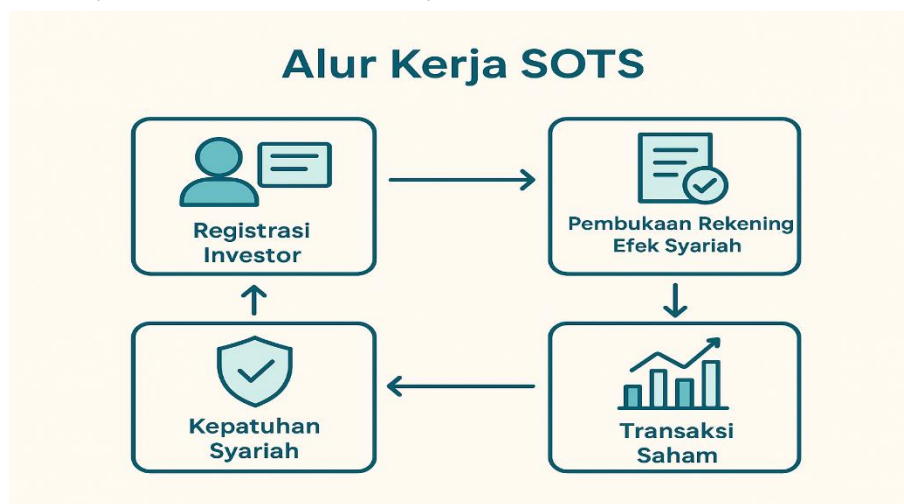 Alur Kerja SOTS
Registrasi
Investor
Pembukaan Rekening
Efek Syariah
Transaksi
Saham
Kepatuhan
Syariah